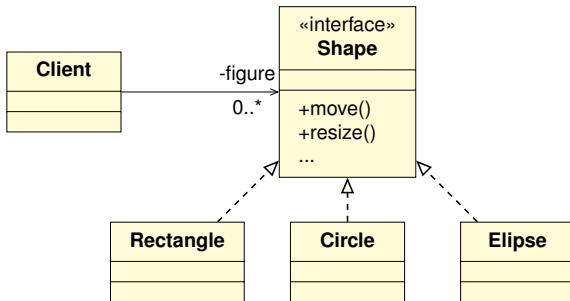 «interface»
Shape
Client
-figure
0..*
+move()
+resize()
...
Rectangle
Circle
Elipse